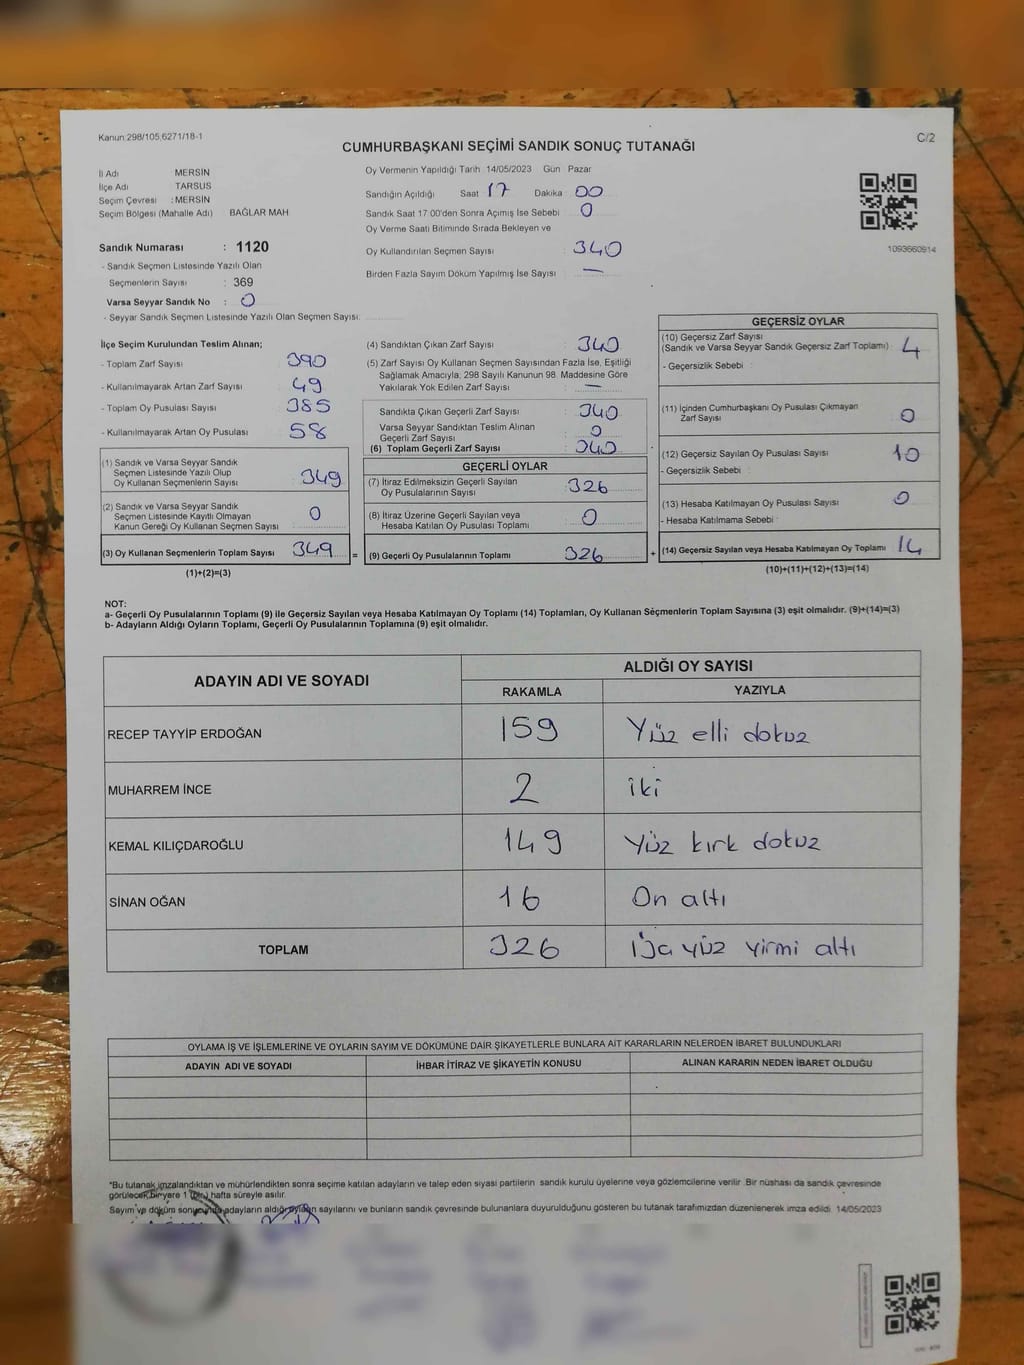 Kanun:298/105,6271/18-1
C/2
CUMHURBAŞKANI SEÇİMİ SANDIK SONUÇ TUTANAĞI
İl Adı MERSİN
İlçe Adı TARSUS
Seçim Çevresi : MERSİN
Seçim Bölgesi (Mahalle Adı) BAĞLAR MAH
Sandık Numarası : 1120
- Sandık Seçmen Listesinde Yazılı Olan
Seçmenlerin Sayısı : 369
Varsa Seyyar Sandık No : 0
- Seyyar Sandık Seçmen Listesinde Yazılı Olan Seçmen Sayısı:
Oy Vermenin Yapıldığı Tarih 14/05/2023 Gün Pazar
Sandığın Açıldığı Saat 17 Dakika 00
Sandık Saat 17:00'den Sonra Açımış İse Sebebi : 0
Oy Verme Saati Bitiminde Sırada Bekleyen ve
Oy Kullandırılan Seçmen Sayısı : 340
Birden Fazla Sayım Döküm Yapılmış İse Sayısı : —
1093660914
İlçe Seçim Kurulundan Teslim Alınan;
- Toplam Zarf Sayısı : 390
- Kullanılmayarak Artan Zarf Sayısı : 49
- Toplam Oy Pusulası Sayısı : 385
- Kullanılmayarak Artan Oy Pusulası : 58
(1) Sandık ve Varsa Seyyar Sandık
Seçmen Listesinde Yazılı Olup
Oy Kullanan Seçmenlerin Sayısı : 349
(2) Sandık ve Varsa Seyyar Sandık
Seçmen Listesinde Kayıtlı Olmayan
Kanun Gereği Oy Kullanan Seçmen Sayısı : 0
(3) Oy Kullanan Seçmenlerin Toplam Sayısı : 349
(1)+(2)=(3)
(4) Sandıktan Çıkan Zarf Sayısı : 340
(5) Zarf Sayısı Oy Kullanan Seçmen Sayısından Fazla İse, Eşitliği
Sağlamak Amacıyla; 298 Sayılı Kanunun 98. Maddesine Göre
Yakılarak Yok Edilen Zarf Sayısı : —
Sandıkta Çıkan Geçerli Zarf Sayısı : 340
Varsa Seyyar Sandıktan Teslim Alınan
Geçerli Zarf Sayısı : 0
(6) Toplam Geçerli Zarf Sayısı : 340
GEÇERLİ OYLAR
(7) İtiraz Edilmeksizin Geçerli Sayılan
Oy Pusulalarının Sayısı : 326
(8) İtiraz Üzerine Geçerli Sayılan veya
Hesaba Katılan Oy Pusulası Toplamı : 0
= (9) Geçerli Oy Pusulalarının Toplamı : 326 +
GEÇERSİZ OYLAR
(10) Geçersiz Zarf Sayısı
(Sandık ve Varsa Seyyar Sandık Geçersiz Zarf Toplamı) : 4
- Geçersizlik Sebebi :
(11) İçinden Cumhurbaşkanı Oy Pusulası Çıkmayan
Zarf Sayısı : 0
(12) Geçersiz Sayılan Oy Pusulası Sayısı : 10
- Geçersizlik Sebebi :
(13) Hesaba Katılmayan Oy Pusulası Sayısı : 0
- Hesaba Katılmama Sebebi :
(14) Geçersiz Sayılan veya Hesaba Katılmayan Oy Toplamı : 14
(10)+(11)+(12)+(13)=(14)
NOT:
a- Geçerli Oy Pusulalarının Toplamı (9) ile Geçersiz Sayılan veya Hesaba Katılmayan Oy Toplamı (14) Toplamları, Oy Kullanan Seçmenlerin Toplam Sayısına (3) eşit olmalıdır. (9)+(14)=(3)
b- Adayların Aldığı Oyların Toplamı, Geçerli Oy Pusulalarının Toplamına (9) eşit olmalıdır.
ADAYIN ADI VE SOYADI ALDIĞI OY SAYISI
RAKAMLA YAZIYLA
RECEP TAYYİP ERDOĞAN 159 Yüz elli dokuz
MUHARREM İNCE 2 iki
KEMAL KILIÇDAROĞLU 149 Yüz kırk dokuz
SİNAN OĞAN 16 On altı
TOPLAM 326 yüz yirmi altı
OYLAMA İŞ VE İŞLEMLERİNE VE OYLARIN SAYIM VE DÖKÜMÜNE DAİR ŞİKAYETLERLE BUNLARA AİT KARARLARIN NELERDEN İBARET BULUNDUKLARI
ADAYIN ADI VE SOYADI İHBAR İTİRAZ VE ŞİKAYETİN KONUSU ALINAN KARARIN NEDEN İBARET OLDUĞU
*Bu tutanak imzalandıktan ve mühürlendikten sonra seçime katılan adayların ve talep eden siyasi partilerin sandık kurulu üyelerine veya gözlemcilerine verilir. Bir nüshası da sandık çevresinde
görülecek bir yere 1 (bir) hafta süreyle asılır.
Sayım ve döküm sonucunda adayların aldığı oyların sayılarını ve bunların sandık çevresinde bulunanlara duyurulduğunu gösteren bu tutanak tarafımızdan düzenlenerek imza edildi. 14/05/2023